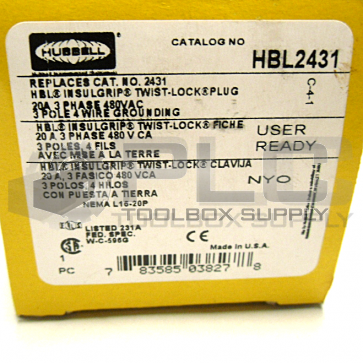 HUBBELL
CATALOG NO HBL2431
REPLACES CAT. NO. 2431
HBL® INSULGRIP® TWIST-LOCK® PLUG
20A 3 PHASE 480VAC
3 POLE 4 WIRE GROUNDING
C-4-1
HBL® INSULGRIP® TWIST-LOCK® FICHE
20A, 3 PHASE 480 V CA
3 POLES, 4 FILS
AVEC MISE A LA TERRE
USER
READY
HBL® INSULGRIP® TWIST-LOCK® CLAVIJA
20 A, 3 FASICO 480 VCA
3 POLOS, 4 HILOS
CON PUESTA A TIERRA
NEMA L16-20P
NYO
PLC
TOOLBOX SUPPLY
LISTED 231A
FED. SPEC.
W-C-596G
CE
Made in U.S.A.
1
PC
7 83585 03827 8